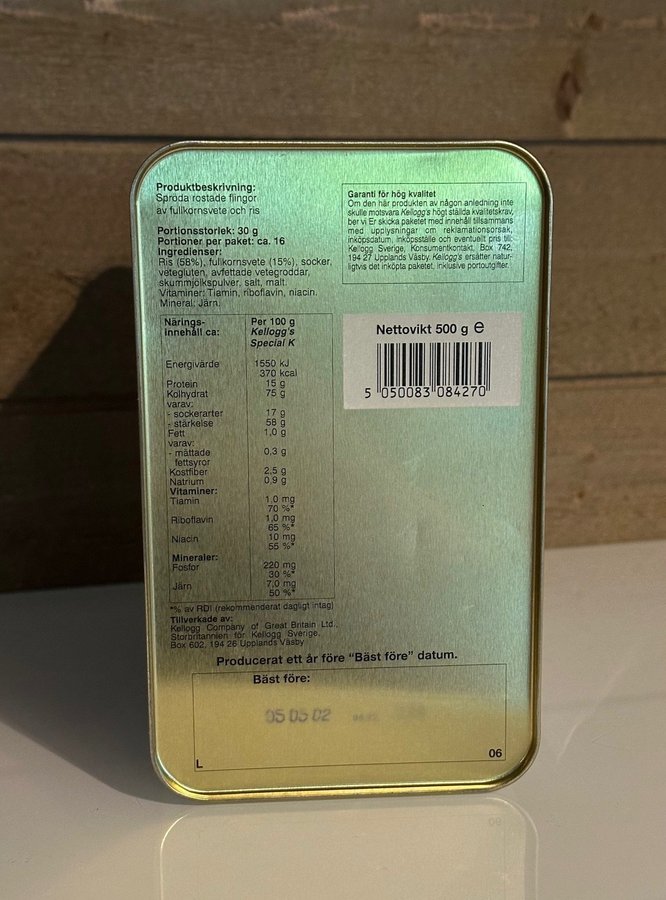 Produktbeskrivning:
Spröda rostade flingor
av fullkornsvete och ris
Portionsstorlek: 30 g
Portioner per paket: ca. 16
Ingredienser:
Ris (58%), fullkornsvete (15%), socker,
vetegluten, avfettade vetegroddar,
skummjölkspulver, salt, malt.
Vitaminer: Tiamin, riboflavin, niacin.
Mineral: Järn.
Närings- Per 100 g
innehåll ca: Kellogg's
Special K
Energivärde 1550 kJ
370 kcal
Protein 15 g
Kolhydrat 75 g
varav:
- sockerarter 17 g
- stärkelse 58 g
Fett 1,0 g
varav:
- mättade 0,3 g
fettsyror
Kostfiber 2,5 g
Natrium 0,9 g
Vitaminer:
Tiamin 1,0 mg
70 %*
Riboflavin 1,0 mg
65 %*
Niacin 10 mg
55 %*
Mineraler:
Fosfor 220 mg
30 %*
Järn 7,0 mg
50 %*
*% av RDI (rekommenderat dagligt intag)
Tillverkade av:
Kellogg Company of Great Britain Ltd.,
Storbritannien för Kellogg Sverige,
Box 602, 194 26 Upplands Väsby
Garanti för hög kvalitet
Om den här produkten av någon anledning inte
skulle motsvara Kellogg's högt ställda kvalitetskrav,
ber vi Er skicka paketet med innehåll tillsammans
med upplysningar om reklamationsorsak,
inköpsdatum, inköpsställe och eventuellt pris till:
Kellogg Sverige, Konsumentkontakt, Box 742,
194 27 Upplands Väsby. Kellogg's ersätter natur-
ligtvis det inköpta paketet, inklusive portoutgifter.
Nettovikt 500 g e
5 050083 084270
Producerat ett år före "Bäst före" datum.
Bäst före:
05 05 02
L 06